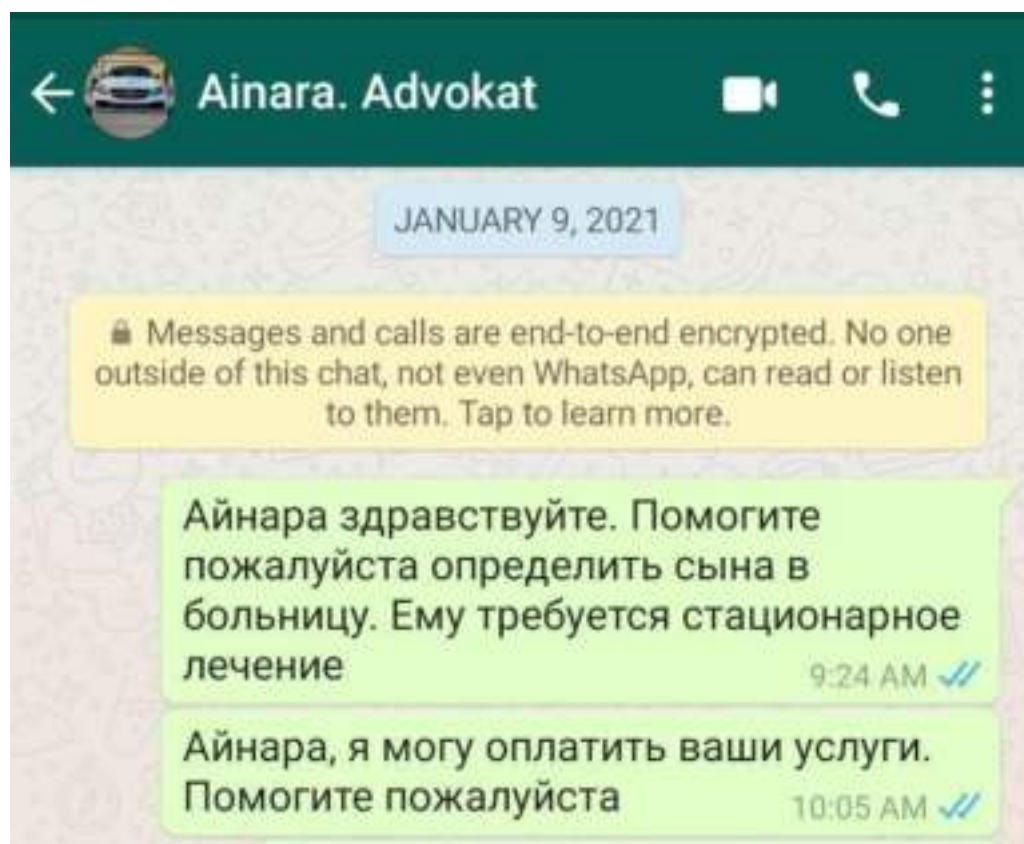 Ainara. Advokat
JANUARY 9, 2021
Messages and calls are end-to-end encrypted. No one
outside of this chat, not even WhatsApp, can read or listen
to them. Tap to learn more.
Айнара здравствуйте. Помогите
пожалуйста определить сына в
больницу. Ему требуется стационарное
лечение
9:24 AM
Айнара, я могу оплатить ваши услуги.
Помогите пожалуйста
10:05 AM